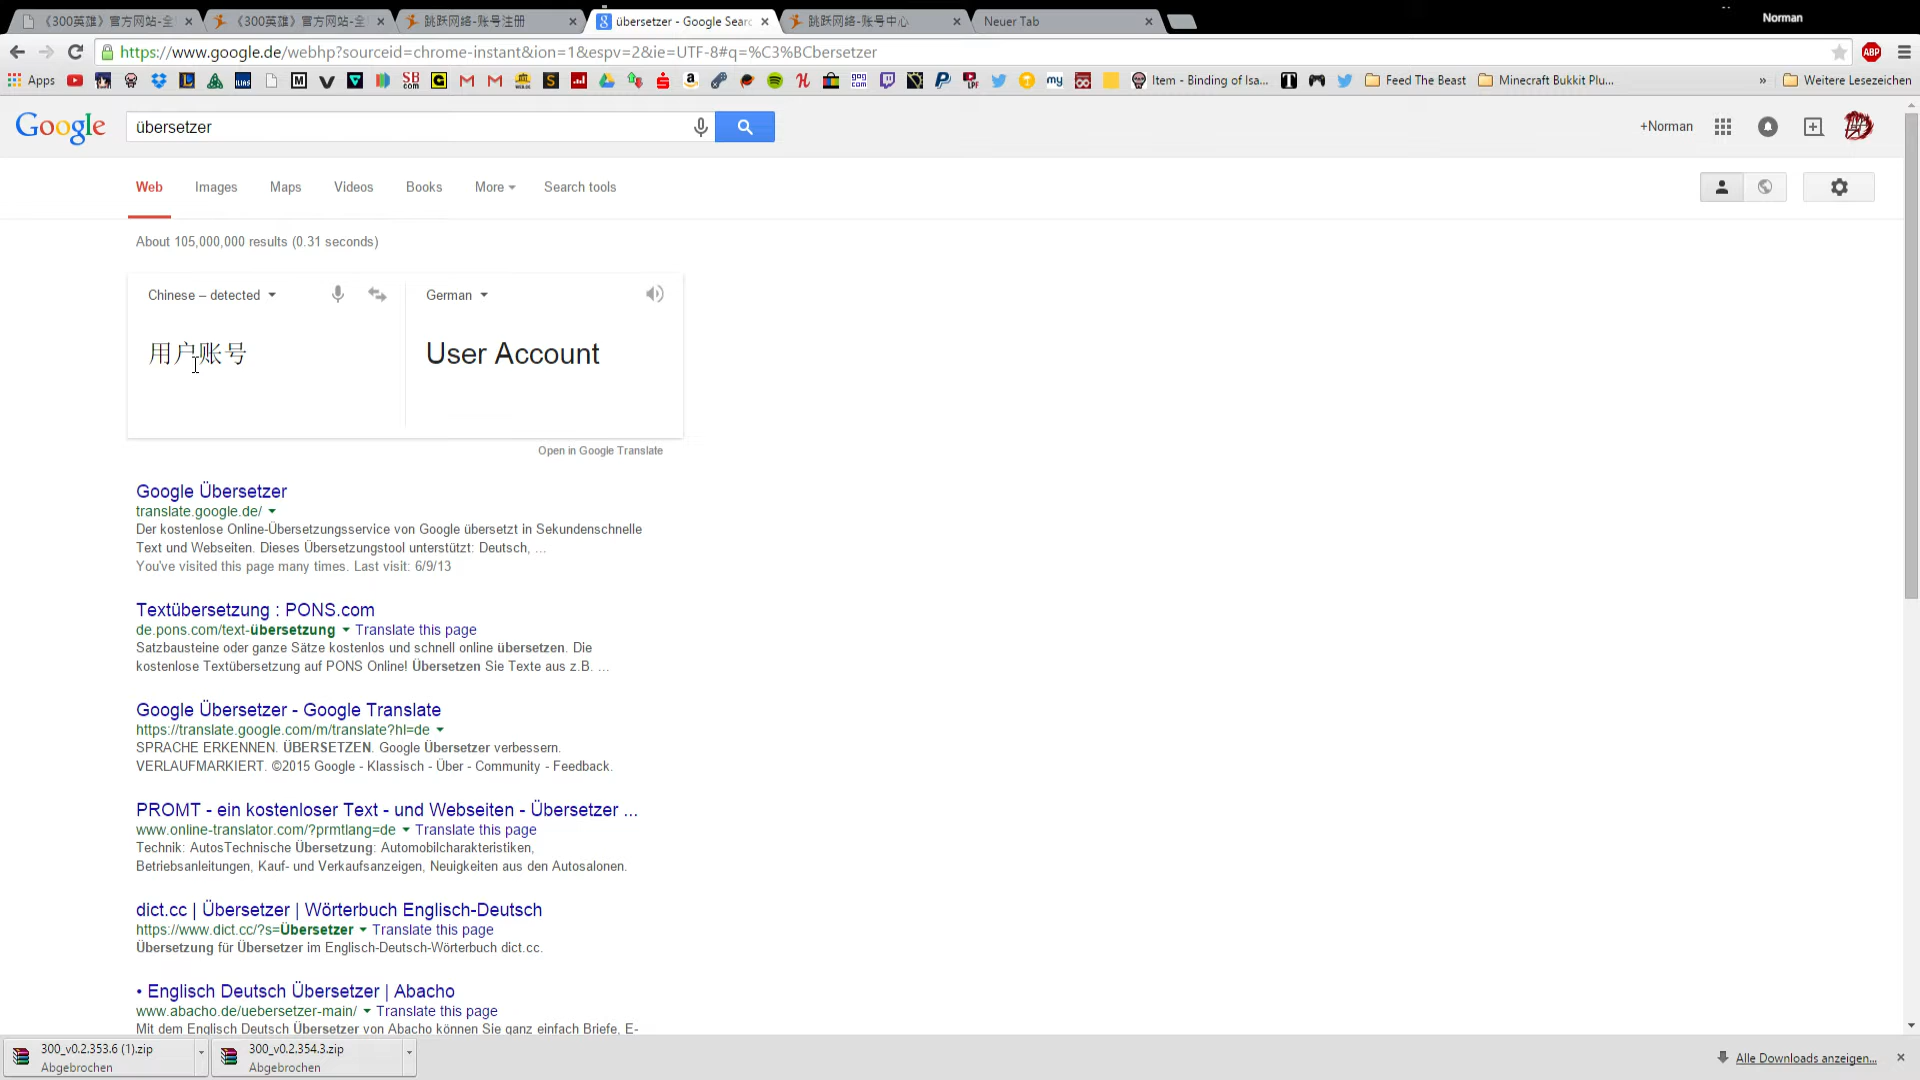 《300英雄》官方网站-全
《300英雄》官方网站-全
跳跃网络-账号注册
übersetzer - Google Searc
跳跃网络-账号中心
Neuer Tab
Norman
https://www.google.de/webhp?sourceid=chrome-instant&ion=1&espv=2&ie=UTF-8#q=%C3%BCbersetzer
ABP
Apps
Item - Binding of Isa...
Feed The Beast
Minecraft Bukkit Plu...
»
Weitere Lesezeichen
Google
übersetzer
+Norman
Web
Images
Maps
Videos
Books
More
Search tools
About 105,000,000 results (0.31 seconds)
Chinese – detected
German
用户账号
User Account
Open in Google Translate
Google Übersetzer
translate.google.de/
Der kostenlose Online-Übersetzungsservice von Google übersetzt in Sekundenschnelle
Text und Webseiten. Dieses Übersetzungstool unterstützt: Deutsch, ...
You've visited this page many times. Last visit: 6/9/13
Textübersetzung : PONS.com
de.pons.com/text-übersetzung Translate this page
Satzbausteine oder ganze Sätze kostenlos und schnell online übersetzen. Die
kostenlose Textübersetzung auf PONS Online! Übersetzen Sie Texte aus z.B. ...
Google Übersetzer - Google Translate
https://translate.google.com/m/translate?hl=de
SPRACHE ERKENNEN. ÜBERSETZEN. Google Übersetzer verbessern.
VERLAUFMARKIERT. ©2015 Google - Klassisch - Über - Community - Feedback.
PROMT - ein kostenloser Text - und Webseiten - Übersetzer ...
www.online-translator.com/?prmtlang=de Translate this page
Technik: AutosTechnische Übersetzung: Automobilcharakteristiken,
Betriebsanleitungen, Kauf- und Verkaufsanzeigen, Neuigkeiten aus den Autosalonen.
dict.cc | Übersetzer | Wörterbuch Englisch-Deutsch
https://www.dict.cc/?s=Übersetzer Translate this page
Übersetzung für Übersetzer im Englisch-Deutsch-Wörterbuch dict.cc.
• Englisch Deutsch Übersetzer | Abacho
www.abacho.de/uebersetzer-main/ Translate this page
Mit dem Englisch Deutsch Übersetzer von Abacho können Sie ganz einfach Briefe, E-
300_v0.2.353.6 (1).zip
Abgebrochen
300_v0.2.354.3.zip
Abgebrochen
Alle Downloads anzeigen...